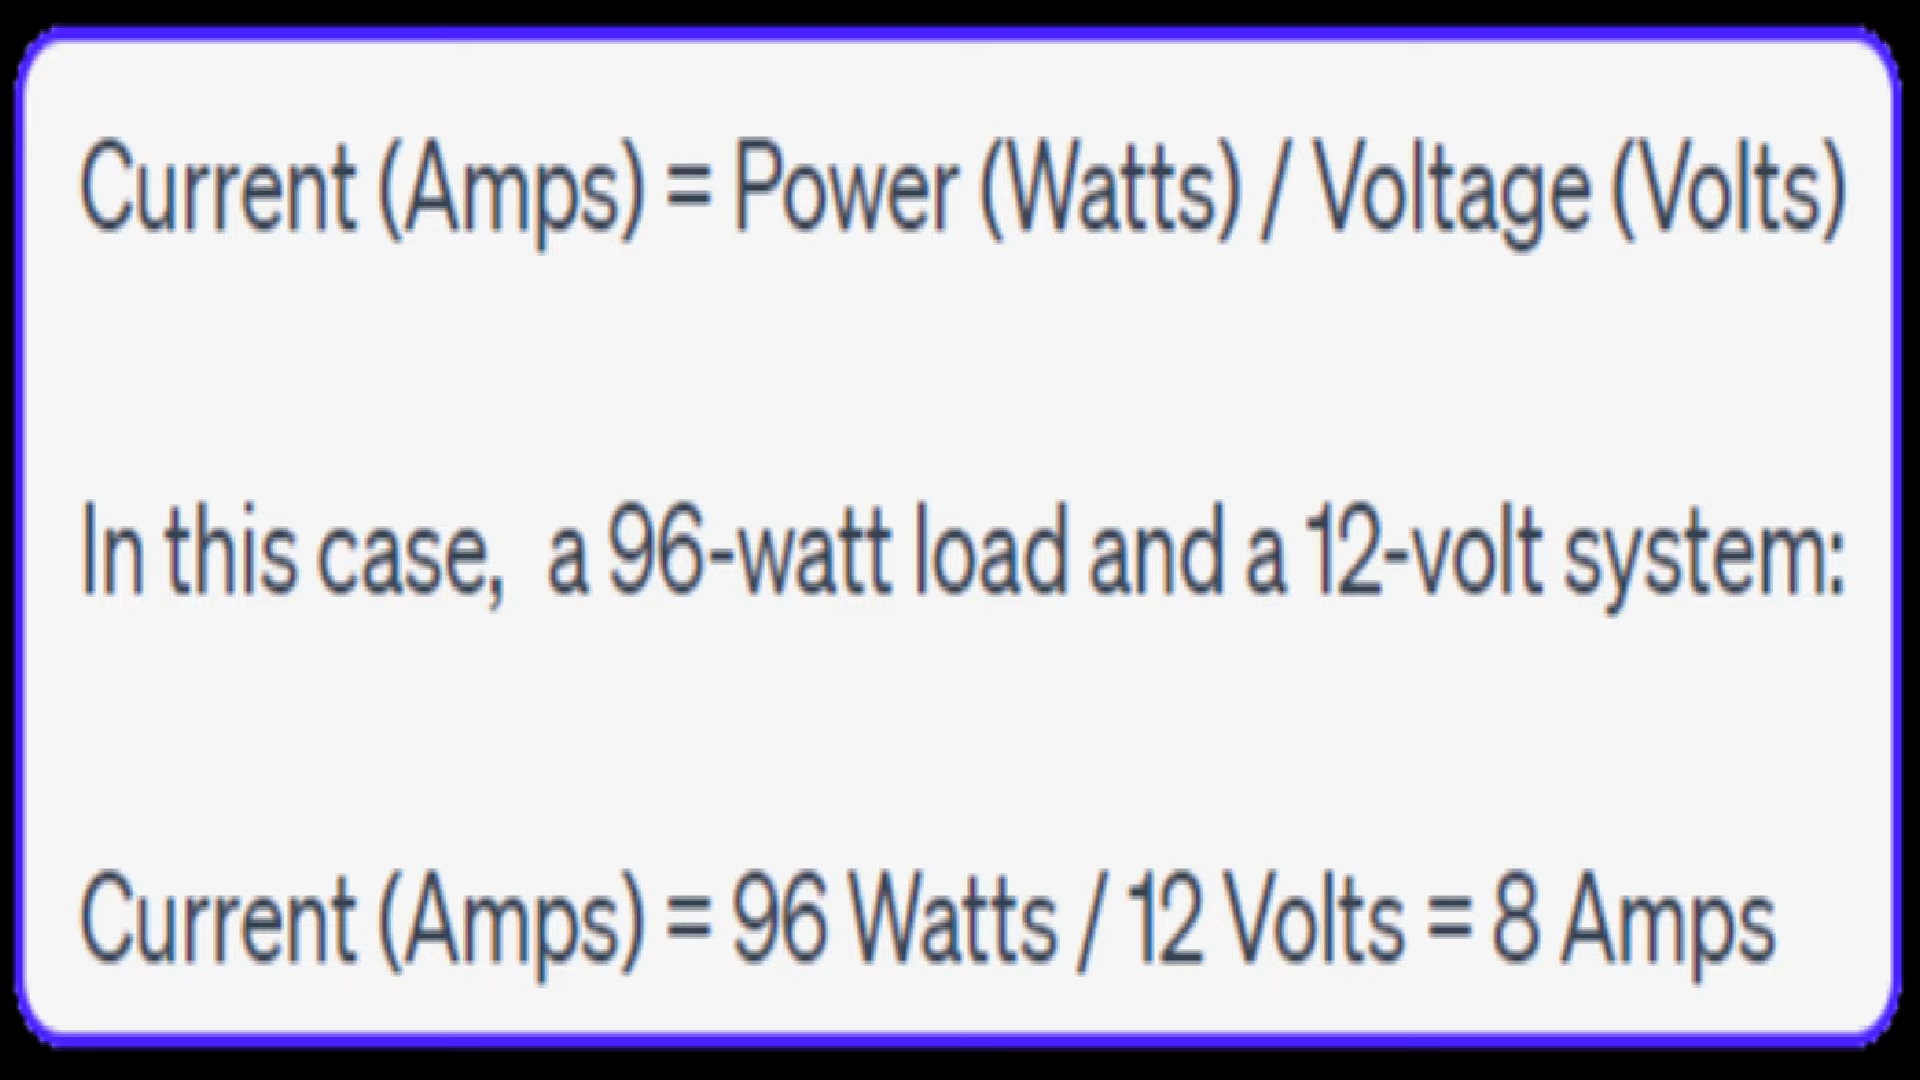 Current (Amps) = Power (Watts) / Voltage (Volts)
In this case,  a 96-watt load and a 12-volt system:
Current (Amps) = 96 Watts / 12 Volts = 8 Amps